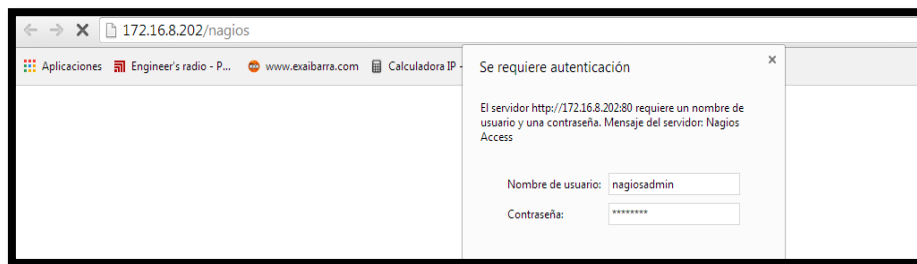 172.16.8.202/nagios
Aplicaciones Engineer's radio - P... www.exaibarra.com Calculadora IP -
Se requiere autenticación
El servidor http://172.16.8.202:80 requiere un nombre de
usuario y una contraseña. Mensaje del servidor: Nagios
Access
Nombre de usuario: nagiosadmin
Contraseña: ********